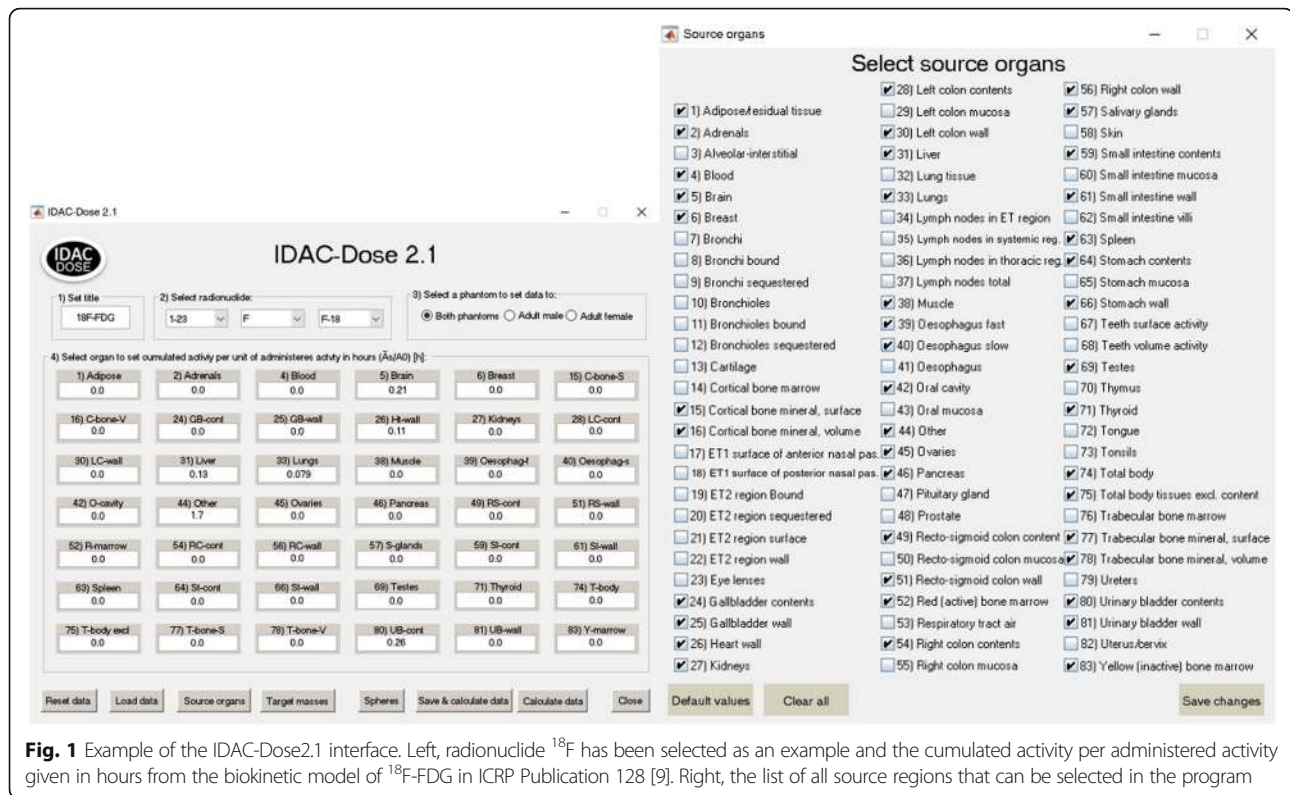 IDAC-Dose 2.1
IDAC
DOSE
IDAC-Dose 2.1
1) Set title
18F-FDG
2) Select radionuclide:
1-23 F F-18
3) Select a phantom to set data to:
Both phantoms Adult male Adult female
4) Select organ to set cumulated activiy per unit of administeres actvity in hours (Ãs/A0) [h]:
1) Adipose 2) Adrenals 4) Blood 5) Brain 6) Breast 15) C-bone-S
0.0 0.0 0.0 0.21 0.0 0.0
16) C-bone-V 24) GB-cont 25) GB-wall 26) Ht-wall 27) Kidneys 28) LC-cont
0.0 0.0 0.0 0.11 0.0 0.0
30) LC-wall 31) Liver 33) Lungs 38) Muscle 39) Oesophag-f 40) Oesophag-s
0.0 0.13 0.079 0.0 0.0 0.0
42) O-cavity 44) Other 45) Ovaries 46) Pancreas 49) RS-cont 51) RS-wall
0.0 1.7 0.0 0.0 0.0 0.0
52) R-marrow 54) RC-cont 56) RC-wall 57) S-glands 59) SI-cont 61) SI-wall
0.0 0.0 0.0 0.0 0.0 0.0
63) Spleen 64) St-cont 66) St-wall 69) Testes 71) Thyroid 74) T-body
0.0 0.0 0.0 0.0 0.0 0.0
75) T-body excl 77) T-bone-S 78) T-bone-V 80) UB-cont 81) UB-wall 83) Y-marrow
0.0 0.0 0.0 0.26 0.0 0.0
Reset data Load data Source organs Target masses Spheres Save & calculate data Calculate data Close
Source organs
Select source organs
1) Adipose/residual tissue
2) Adrenals
3) Alveolar-interstitial
4) Blood
5) Brain
6) Breast
7) Bronchi
8) Bronchi bound
9) Bronchi sequestered
10) Bronchioles
11) Bronchioles bound
12) Bronchioles sequestered
13) Cartilage
14) Cortical bone marrow
15) Cortical bone mineral, surface
16) Cortical bone mineral, volume
17) ET1 surface of anterior nasal pas.
18) ET1 surface of posterior nasal pas.
19) ET2 region Bound
20) ET2 region sequestered
21) ET2 region surface
22) ET2 region wall
23) Eye lenses
24) Gallbladder contents
25) Gallbladder wall
26) Heart wall
27) Kidneys
28) Left colon contents
29) Left colon mucosa
30) Left colon wall
31) Liver
32) Lung tissue
33) Lungs
34) Lymph nodes in ET region
35) Lymph nodes in systemic reg.
36) Lymph nodes in thoracic reg.
37) Lymph nodes total
38) Muscle
39) Oesophagus fast
40) Oesophagus slow
41) Oesophagus
42) Oral cavity
43) Oral mucosa
44) Other
45) Ovaries
46) Pancreas
47) Pituitary gland
48) Prostate
49) Recto-sigmoid colon content
50) Recto-sigmoid colon mucosa
51) Recto-sigmoid colon wall
52) Red (active) bone marrow
53) Respiratory tract air
54) Right colon contents
55) Right colon mucosa
56) Right colon wall
57) Salivary glands
58) Skin
59) Small intestine contents
60) Small intestine mucosa
61) Small intestine wall
62) Small intestine villi
63) Spleen
64) Stomach contents
65) Stomach mucosa
66) Stomach wall
67) Teeth surface activity
68) Teeth volume activity
69) Testes
70) Thymus
71) Thyroid
72) Tongue
73) Tonsils
74) Total body
75) Total body tissues excl. content
76) Trabecular bone marrow
77) Trabecular bone mineral, surface
78) Trabecular bone mineral, volume
79) Ureters
80) Urinary bladder contents
81) Urinary bladder wall
82) Uterus/cervix
83) Yellow (inactive) bone marrow
Default values Clear all Save changes
Fig. 1 Example of the IDAC-Dose2.1 interface. Left, radionuclide ¹⁸F has been selected as an example and the cumulated activity per administered activity
given in hours from the biokinetic model of ¹⁸F-FDG in ICRP Publication 128 [9]. Right, the list of all source regions that can be selected in the program